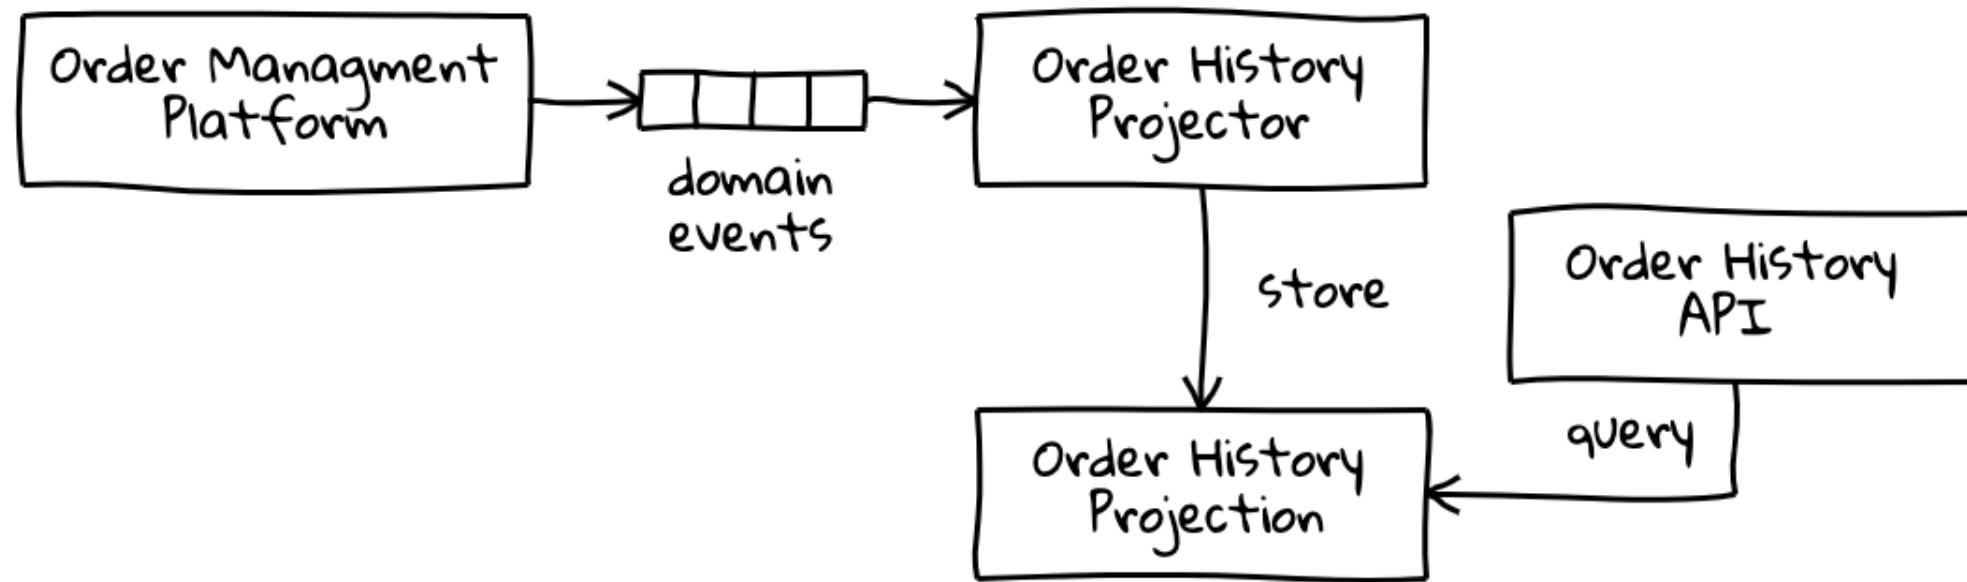 Order Managment
Platform
domain
events
Order History
Projector
store
Order History
API
query
Order History
Projection